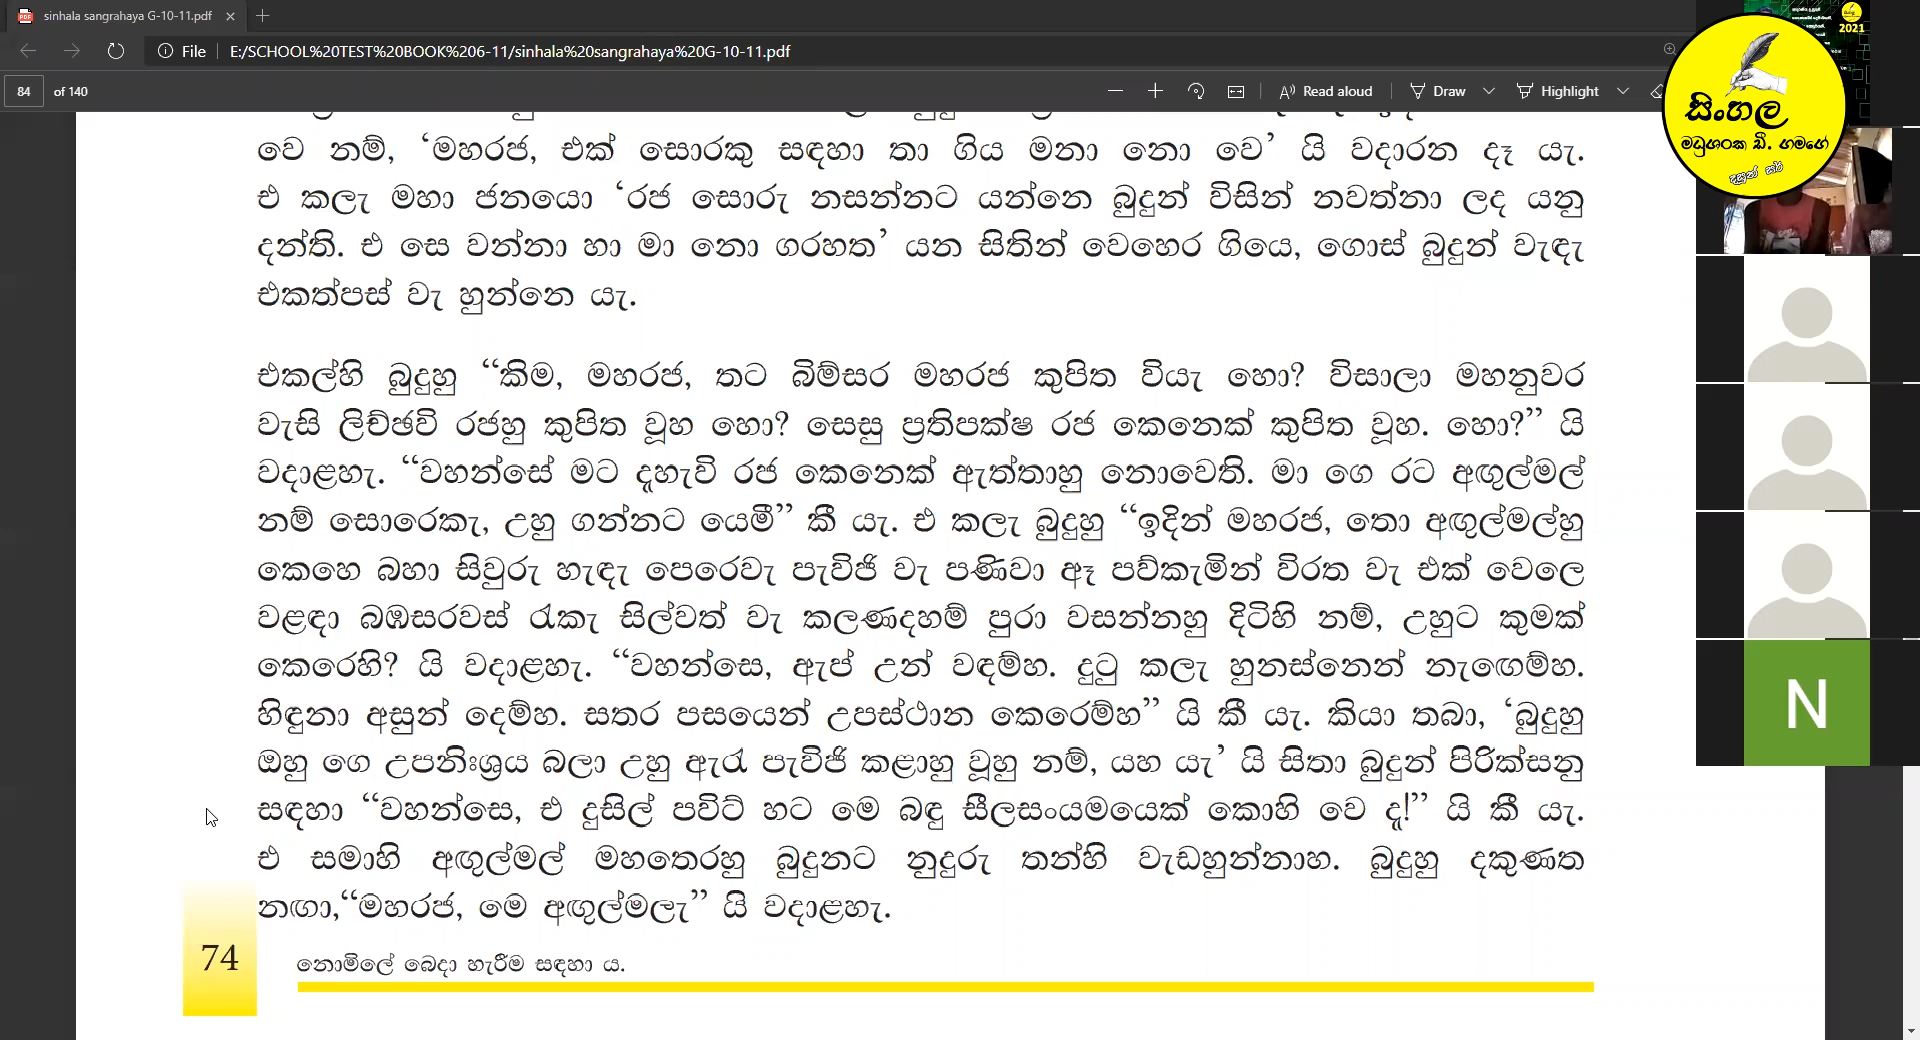 sinhala sangrahaya G-10-11.pdf
File
E:/SCHOOL%20TEST%20BOOK%206-11/sinhala%20sangrahaya%20G-10-11.pdf
84 of 140
Read aloud
Draw
Highlight
2021
සිංහල
මධුශංක ඩී. ගමගේ
දසුන් සර්
වෙ නම්, ‘මහරජ, එක් සොරකු සඳහා තා ගිය මනා නො වෙ’ යි වදාරන දෑ යැ.
එ කලැ මහා ජනයො ‘රජ සොරු නසන්නට යන්නෙ බුදුන් විසින් නවත්නා ලද යනු
දන්ති. එ සෙ වන්නා හා මා නො ගරහත’ යන සිතින් වෙහෙර ගියෙ, ගොස් බුදුන් වැඳැ
එකත්පස් වැ හුන්නෙ යැ.
එකල්හි බුදුහු “කිම, මහරජ, තට බිම්සර මහරජ කුපිත වියැ හො? විසාලා මහනුවර
වැසි ලිච්ඡවි රජහු කුපිත වූහ හො? සෙසු ප්‍රතිපක්ෂ රජ කෙනෙක් කුපිත වූහ. හො?” යි
වදාළහැ. “වහන්සේ මට දැහැවි රජ කෙනෙක් ඇත්තාහු නොවෙති. මා ගෙ රට අඟුල්මල්
නම් සොරෙකැ, උහු ගන්නට යෙමී” කී යැ. එ කලැ බුදුහු “ඉදින් මහරජ, තො අඟුල්මල්හු
කෙහෙ බහා සිවුරු හැඳැ පෙරෙවැ පැවිජි වැ පණිවා ඈ පව්කැමින් විරත වැ එක් වෙලෙ
වළඳා බඹසරවස් රැකැ සිල්වත් වැ කලණදහම් පුරා වසන්නහු දිටිහි නම්, උහුට කුමක්
කෙරෙහි? යි වදාළහැ. “වහන්සෙ, ඇප් උන් වඳම්හ. දුටු කලැ හුනස්නෙන් නැඟෙම්හ.
හිඳුනා අසුන් දෙම්හ. සතර පසයෙන් උපස්ථාන කෙරෙම්හ” යි කී යැ. කියා තබා, ‘බුදුහු
ඔහු ගෙ උපනිඃශ්‍රය බලා උහු ඇරැ පැවිජි කළාහු වූහු නම්, යහ යැ’ යි සිතා බුදුන් පිරික්සනු
සඳහා “වහන්සෙ, එ දුසිල් පවිට් හට මෙ බඳු සීලසංයමයෙක් කොහි වෙ ද!” යි කී යැ.
එ සමාහි අඟුල්මල් මහතෙරහු බුදුනට නුදුරු තන්හි වැඩහුන්නාහ. බුදුහු දකුණත
නඟා,“මහරජ, මෙ අඟුල්මලැ” යි වදාළහැ.
74
නොමිලේ බෙදා හැරීම සඳහා ය.
N